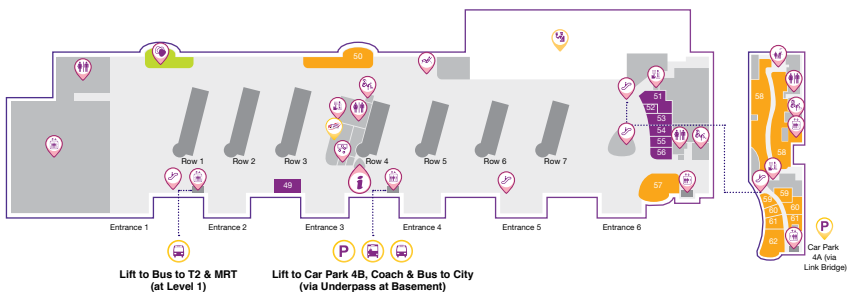 50
51
52
53
54
55
56
58
58
Row 1
Row 2
Row 3
Row 4
Row 5
Row 6
Row 7
49
57
59
59
60
60
61
61
62
Entrance 1
Entrance 2
Entrance 3
Entrance 4
Entrance 5
Entrance 6
P
P
Car Park
4A (via
Link Bridge)
Lift to Bus to T2 & MRT
(at Level 1)
Lift to Car Park 4B, Coach & Bus to City
(via Underpass at Basement)